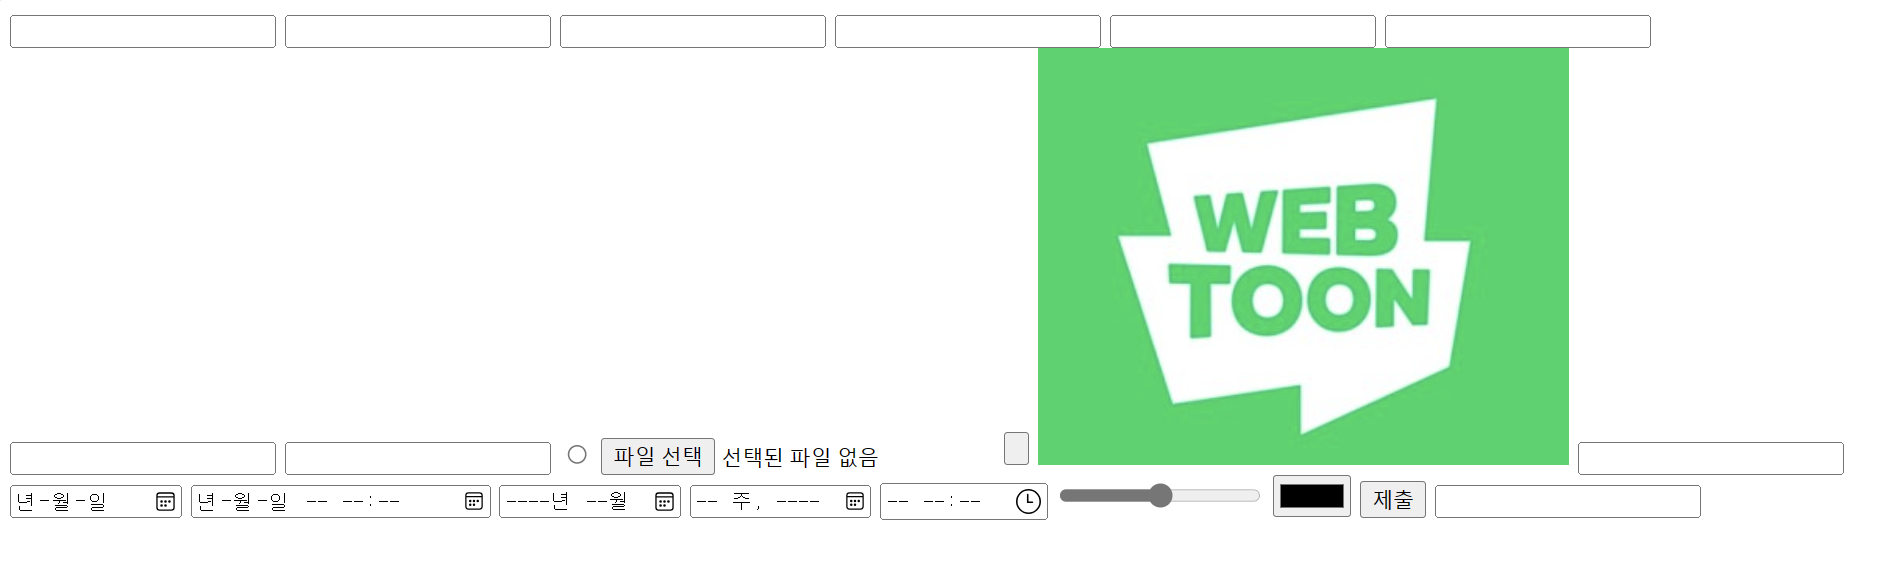 WEB
TOON
파일 선택 선택된 파일 없음
년-월-일 년-월-일 -- --:-- ----년 --월 -- 주, ---- -- --:-- 제출